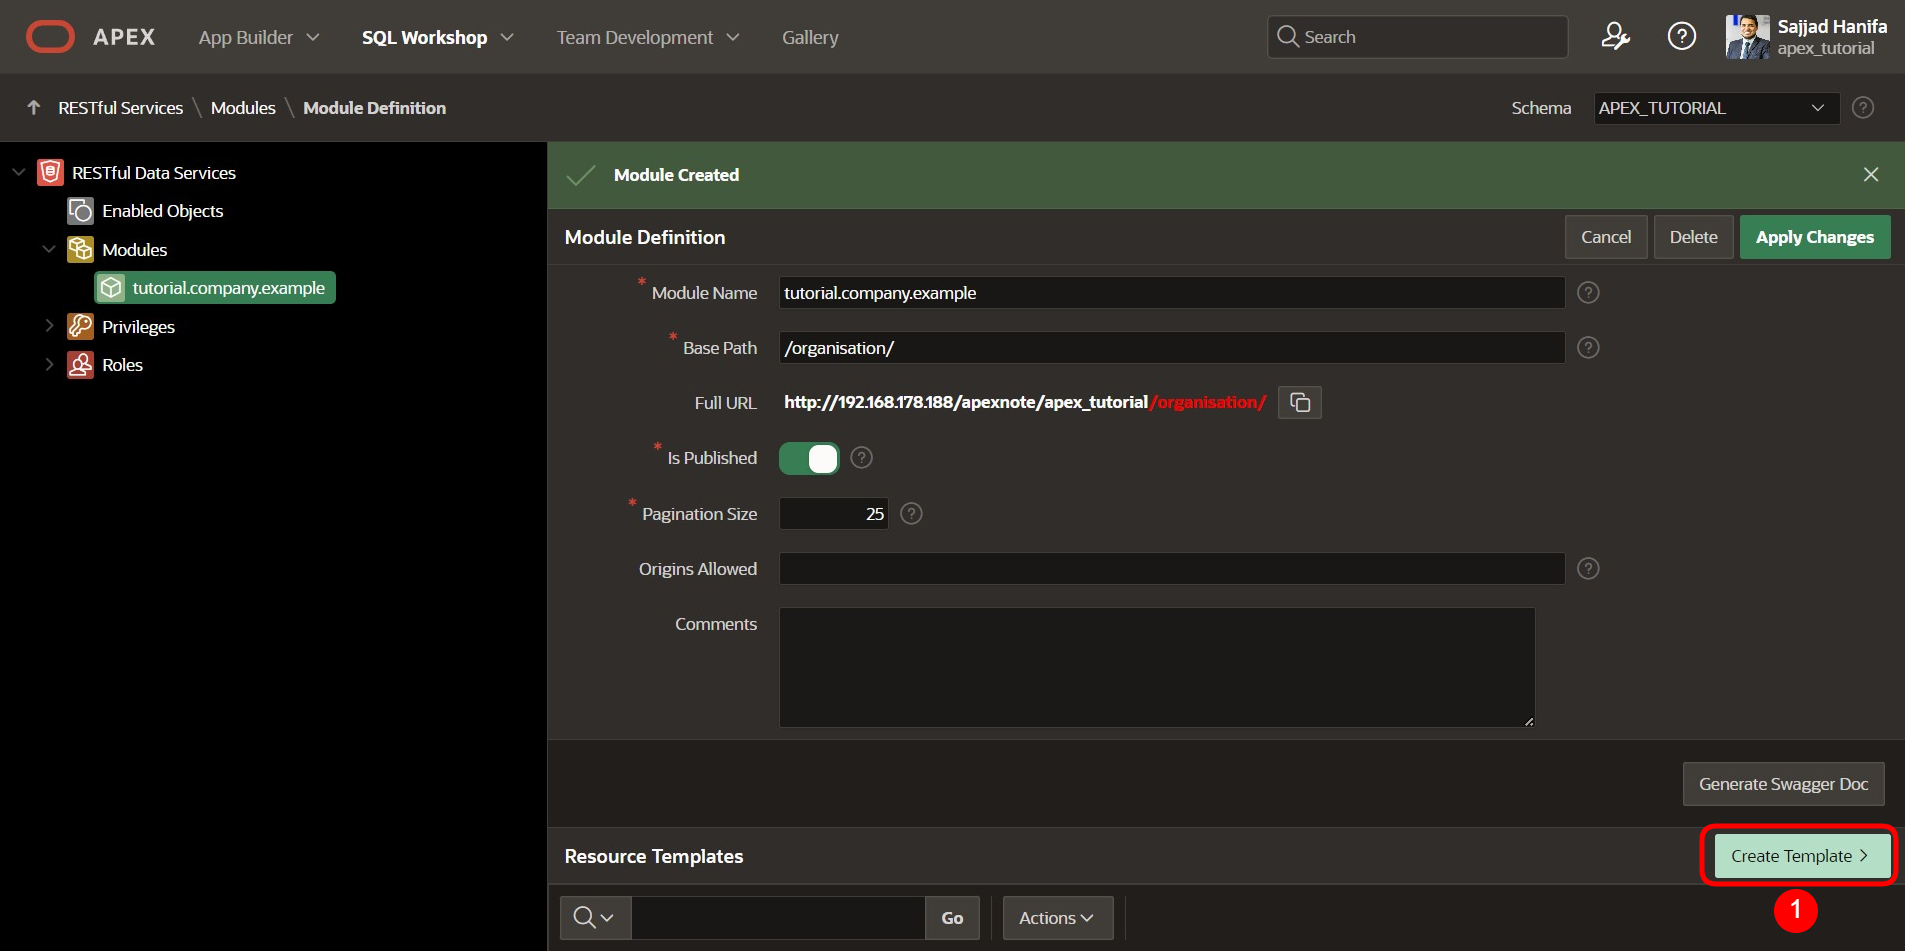 APEX App Builder SQL Workshop Team Development Gallery Search Sajjad Hanifa
apex_tutorial
RESTful Services \ Modules \ Module Definition Schema APEX_TUTORIAL
RESTful Data Services
Enabled Objects
Modules
tutorial.company.example
Privileges
Roles
Module Created
Module Definition Cancel Delete Apply Changes
* Module Name tutorial.company.example
* Base Path /organisation/
Full URL http://192.168.178.188/apexnote/apex_tutorial/organisation/
* Is Published
* Pagination Size 25
Origins Allowed
Comments
Generate Swagger Doc
Resource Templates Create Template >
Go Actions 1